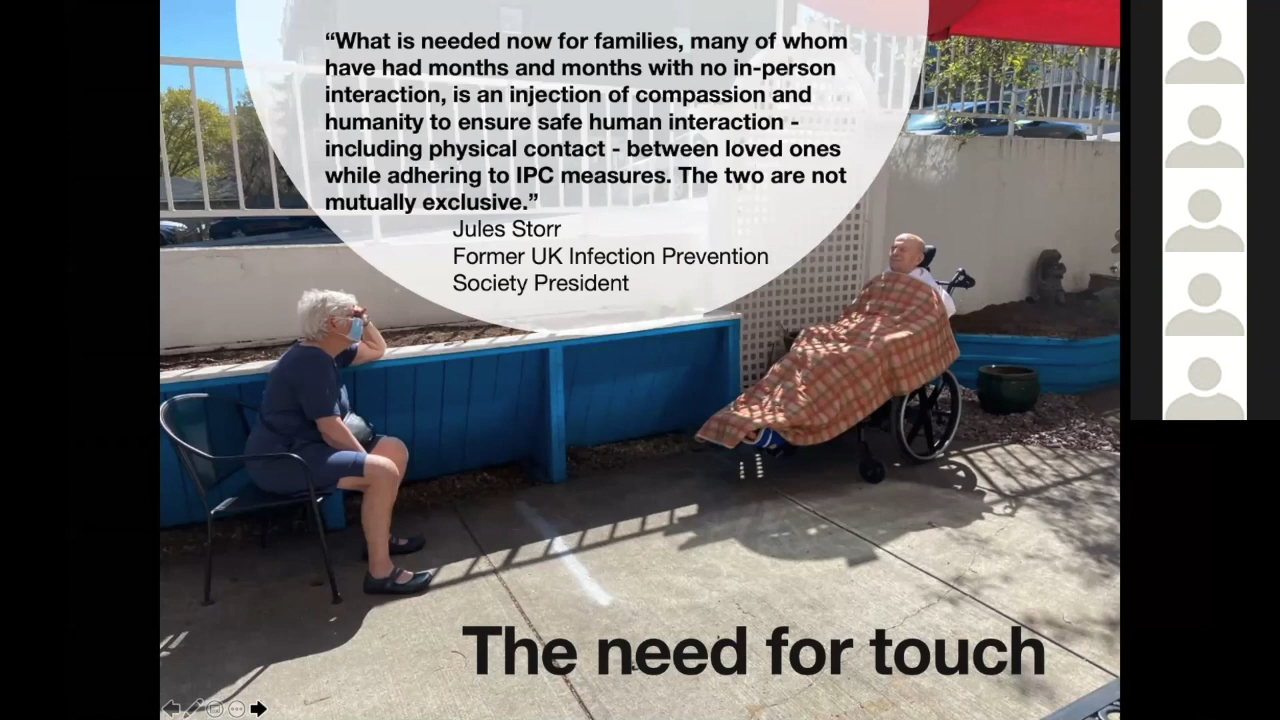 “What is needed now for families, many of whom
have had months and months with no in-person
interaction, is an injection of compassion and
humanity to ensure safe human interaction -
including physical contact - between loved ones
while adhering to IPC measures. The two are not
mutually exclusive.”
Jules Storr
Former UK Infection Prevention
Society President
The need for touch